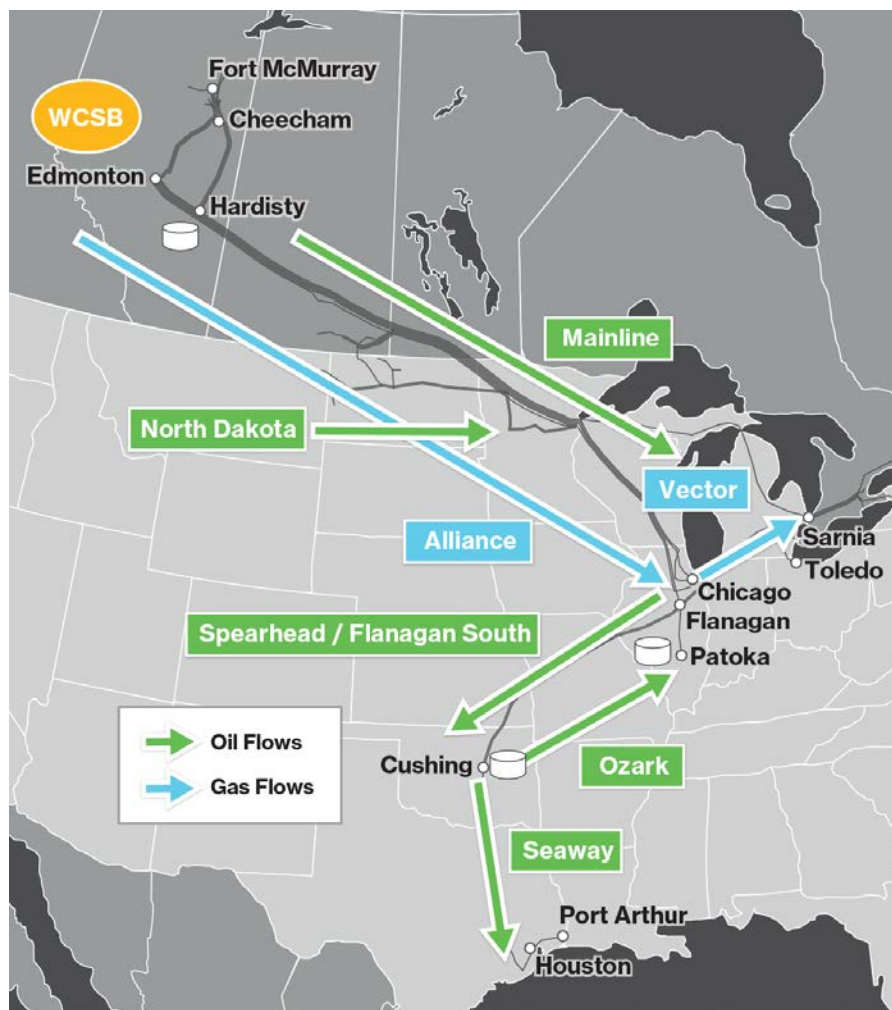 Fort McMurray
WCSB
Cheecham
Edmonton
Hardisty
Mainline
North Dakota
Vector
Alliance
Sarnia
Toledo
Chicago
Flanagan
Spearhead / Flanagan South
Patoka
Oil Flows
Gas Flows
Cushing
Ozark
Seaway
Port Arthur
Houston